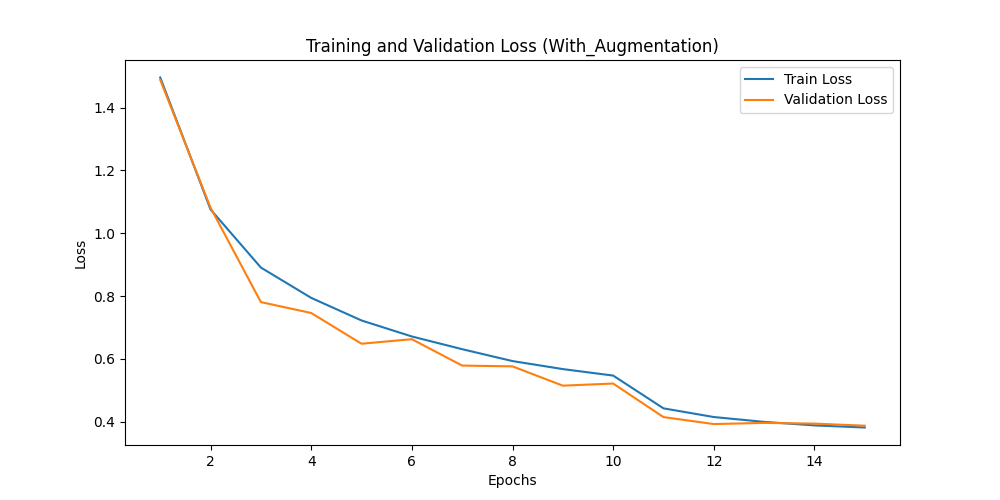 Training and Validation Loss (With_Augmentation)
Train Loss
Validation Loss
Loss
1.4
1.2
1.0
0.8
0.6
0.4
2 4 6 8 10 12 14
Epochs